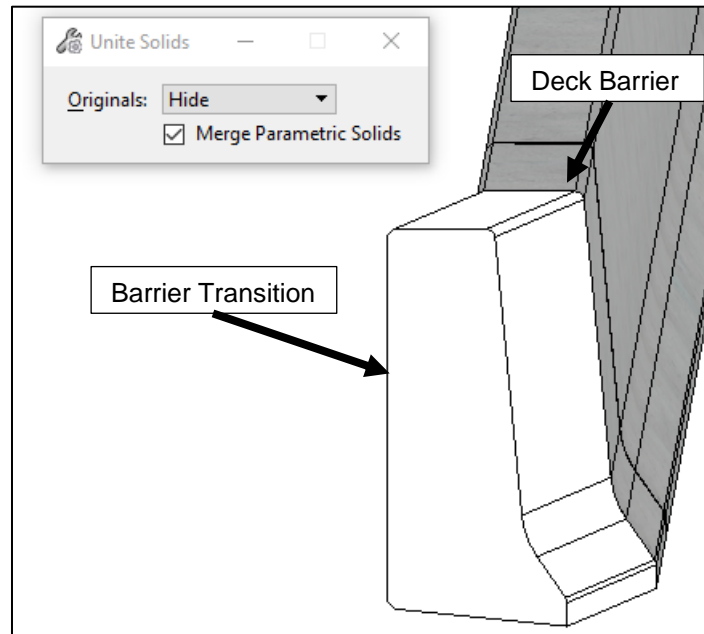 Unite Solids
Originals: Hide
Merge Parametric Solids
Deck Barrier
Barrier Transition